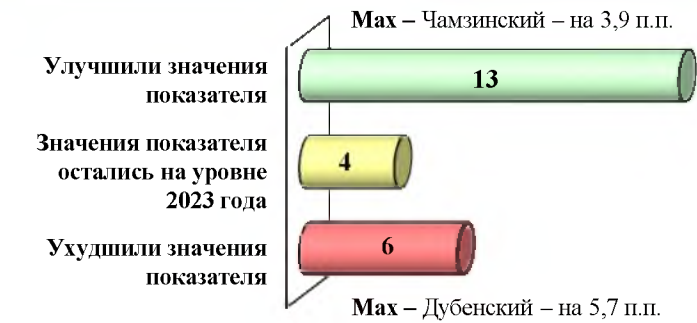 Max – Чамзинский – на 3,9 п.п.
Улучшили значения
показателя
13
Значения показателя
остались на уровне
2023 года
4
Ухудшили значения
показателя
6
Max – Дубенский – на 5,7 п.п.